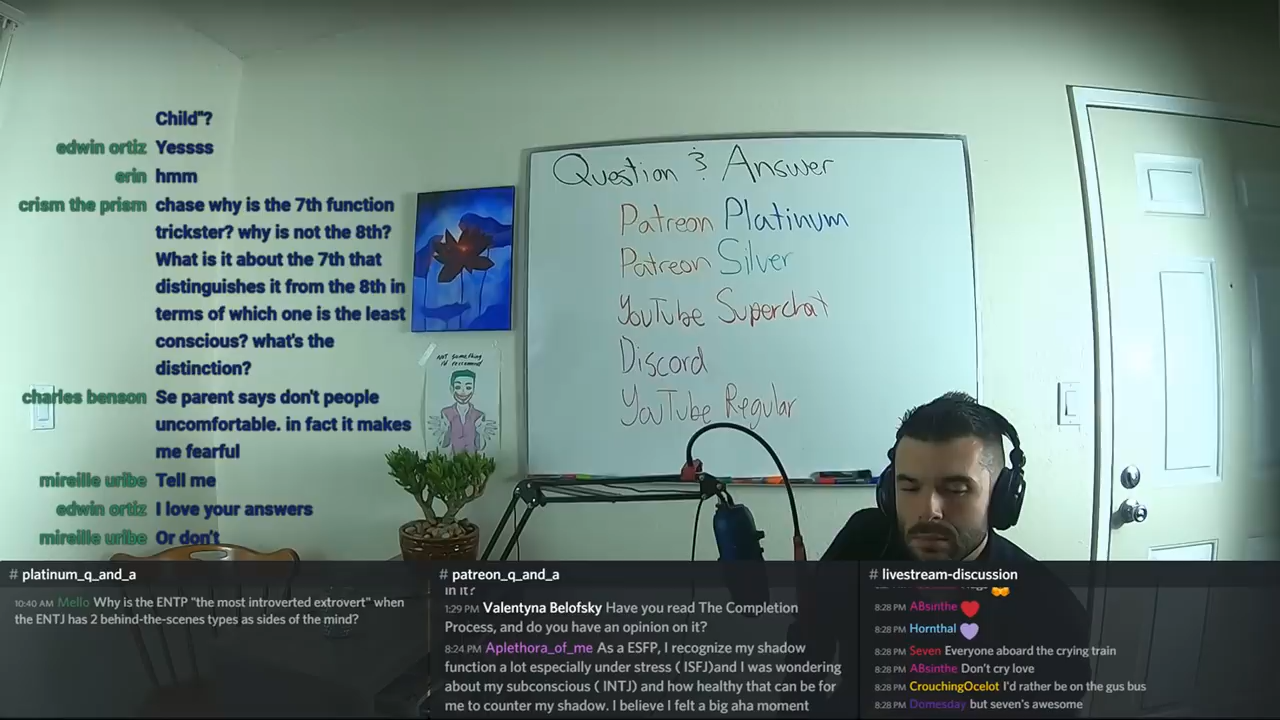 Child"?
edwin ortiz Yessss
erin hmm
crism the prism chase why is the 7th function
trickster? why is not the 8th?
What is it about the 7th that
distinguishes it from the 8th in
terms of which one is the least
conscious? what's the
distinction?
charles benson Se parent says don't people
uncomfortable. in fact it makes
me fearful
mireille uribe Tell me
edwin ortiz I love your answers
mireille uribe Or don't
Question & Answer
Patreon Platinum
Patreon Silver
YouTube Superchat
Discord
YouTube Regular
Not something
I'd recommend
# platinum_q_and_a
10:40 AM Mello Why is the ENTP "the most introverted extrovert" when
the ENTJ has 2 behind-the-scenes types as sides of the mind?
# patreon_q_and_a
in it?
1:29 PM Valentyna Belofsky Have you read The Completion
Process, and do you have an opinion on it?
8:24 PM Aplethora_of_me As a ESFP, I recognize my shadow
function a lot especially under stress ( ISFJ)and I was wondering
about my subconscious ( INTJ) and how healthy that can be for
me to counter my shadow. I believe I felt a big aha moment
# livestream-discussion
8:28 PM ABsinthe
8:28 PM Hornthal
8:28 PM Seven Everyone aboard the crying train
8:28 PM ABsinthe Don't cry love
8:28 PM CrouchingOcelot I'd rather be on the gus bus
8:28 PM Domesday but seven's awesome